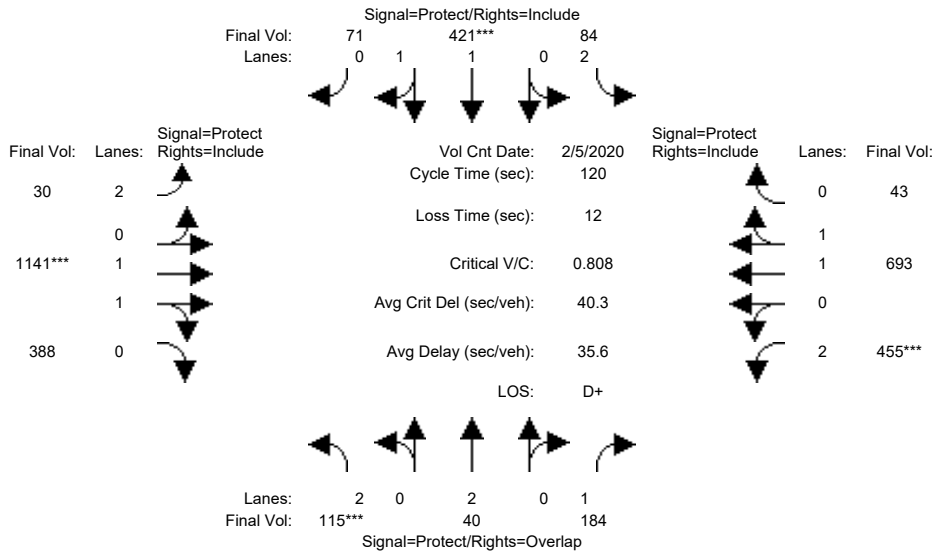 Signal=Protect/Rights=Include
Final Vol: 71 421*** 84
Lanes: 0 1 1 0 2
Signal=Protect Signal=Protect
Final Vol: Lanes: Rights=Include Vol Cnt Date: 2/5/2020 Rights=Include Lanes: Final Vol:
Cycle Time (sec): 120
30 2 0 43
Loss Time (sec): 12
0 1
1141*** 1 Critical V/C: 0.808 1 693
1 Avg Crit Del (sec/veh): 40.3 0
388 0 Avg Delay (sec/veh): 35.6 2 455***
LOS: D+
Lanes: 2 0 2 0 1
Final Vol: 115*** 40 184
Signal=Protect/Rights=Overlap